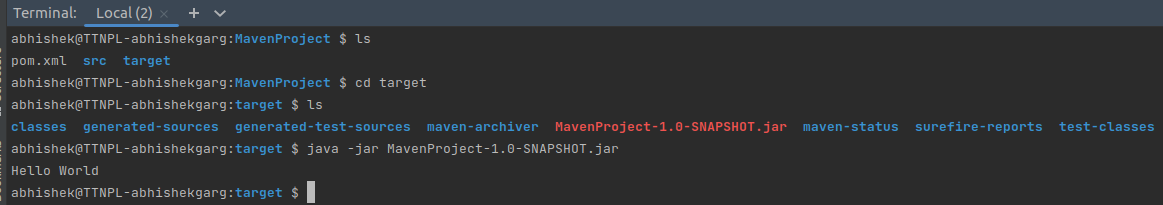 Terminal: Local (2) × +
abhishek@TTNPL-abhishekgarg:MavenProject $ ls
pom.xml src target
abhishek@TTNPL-abhishekgarg:MavenProject $ cd target
abhishek@TTNPL-abhishekgarg:target $ ls
classes generated-sources generated-test-sources maven-archiver MavenProject-1.0-SNAPSHOT.jar maven-status surefire-reports test-classes
abhishek@TTNPL-abhishekgarg:target $ java -jar MavenProject-1.0-SNAPSHOT.jar
Hello World
abhishek@TTNPL-abhishekgarg:target $